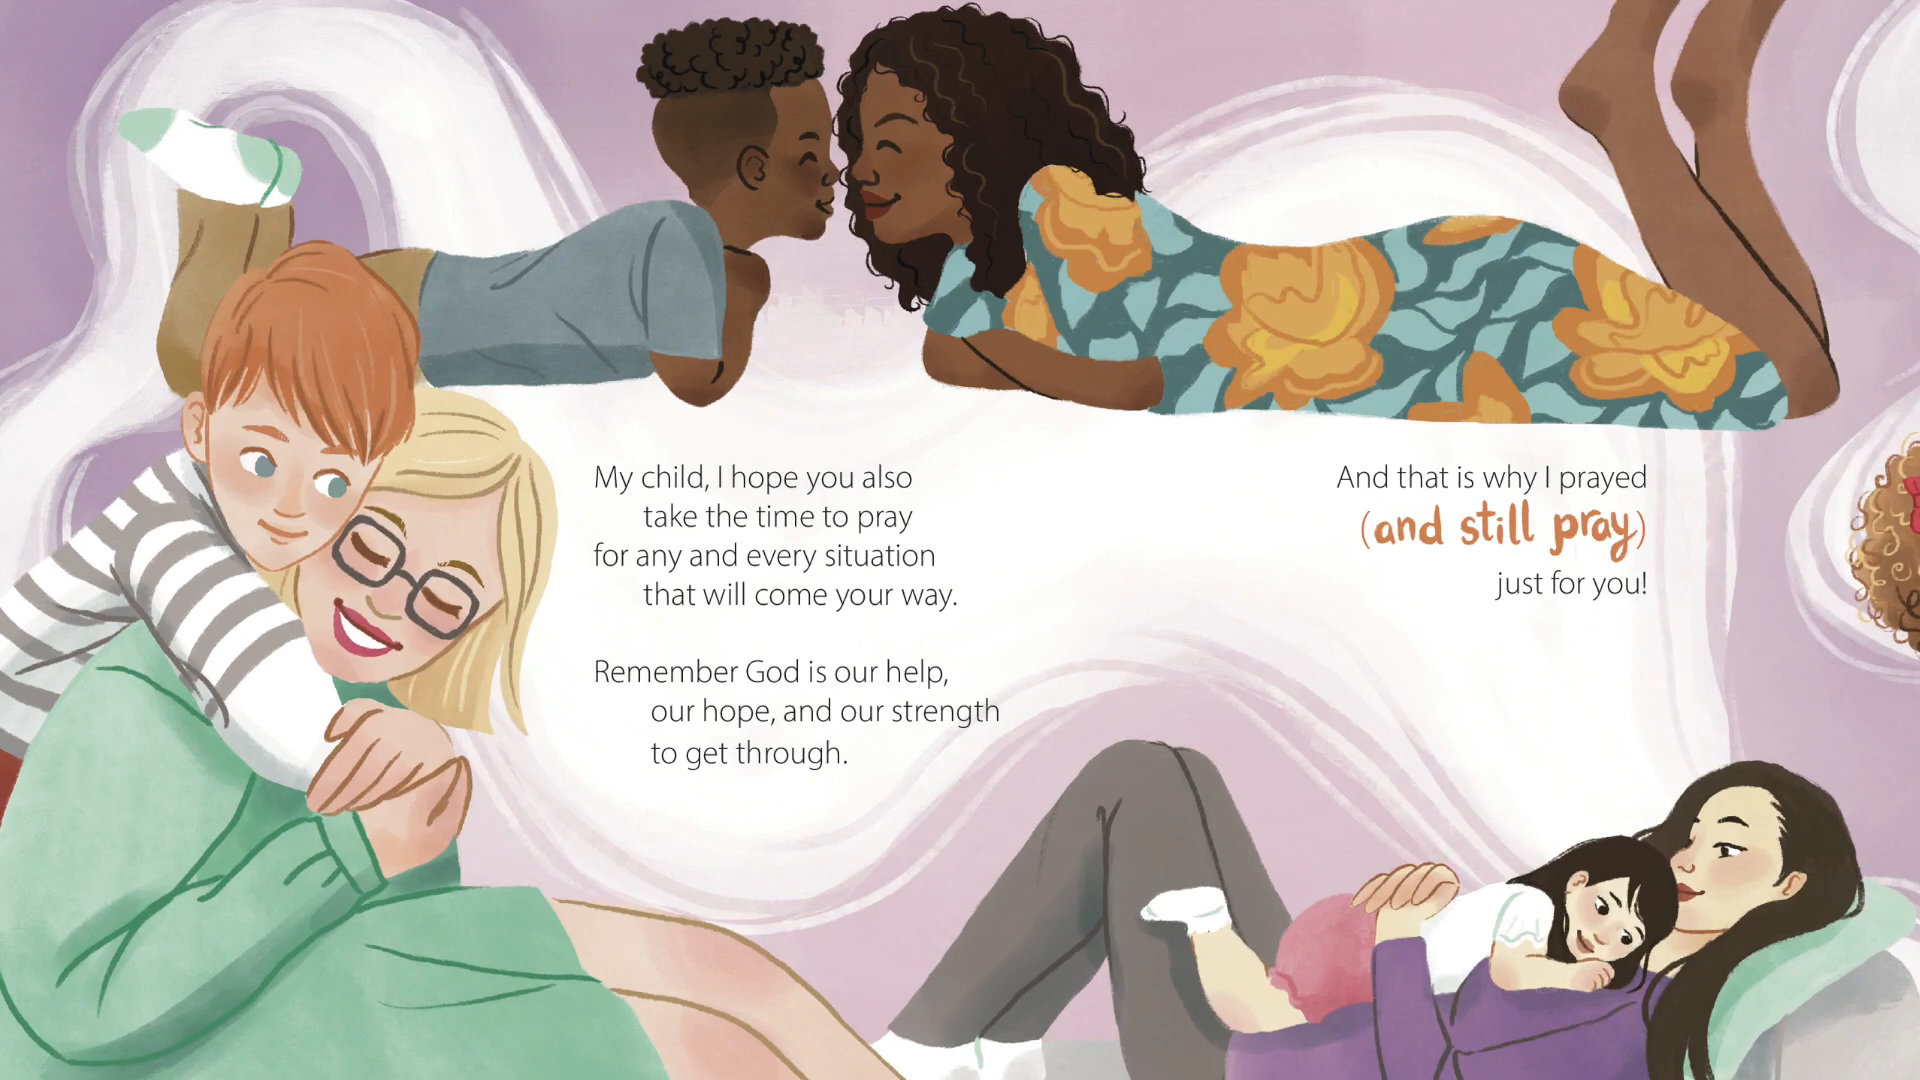 My child, I hope you also
take the time to pray
for any and every situation
that will come your way.
Remember God is our help,
our hope, and our strength
to get through.
And that is why I prayed
(and still pray)
just for you!